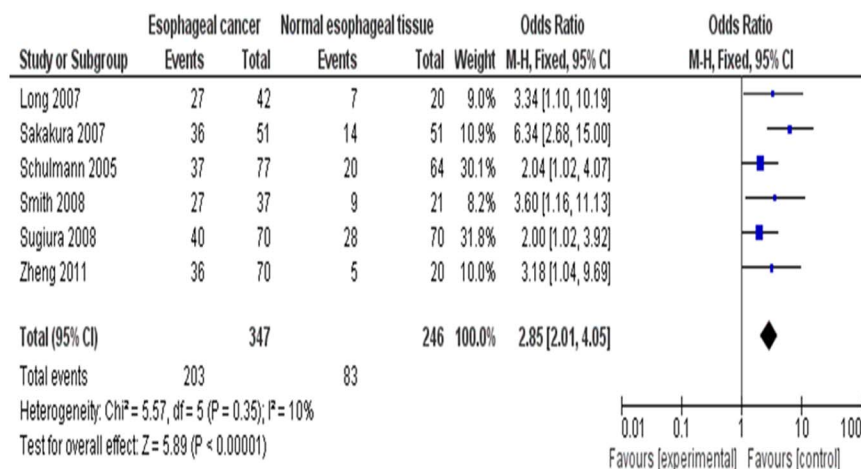 Esophageal cancer Normal esophageal tissue Odds Ratio Odds Ratio
Study or Subgroup Events Total Events Total Weight M-H, Fixed, 95% CI M-H, Fixed, 95% CI
Long 2007 27 42 7 20 9.0% 3.34 [1.10, 10.19]
Sakakura 2007 36 51 14 51 10.9% 6.34 [2.68, 15.00]
Schulmann 2005 37 77 20 64 30.1% 2.04 [1.02, 4.07]
Smith 2008 27 37 9 21 8.2% 3.60 [1.16, 11.13]
Sugiura 2008 40 70 28 70 31.8% 2.00 [1.02, 3.92]
Zheng 2011 36 70 5 20 10.0% 3.18 [1.04, 9.69]
Total (95% CI) 347 246 100.0% 2.85 [2.01, 4.05]
Total events 203 83
Heterogeneity: Chi² = 5.57, df = 5 (P = 0.35); I² = 10%
Test for overall effect: Z = 5.89 (P < 0.00001)
0.01 0.1 1 10 100
Favours [experimental] Favours [control]